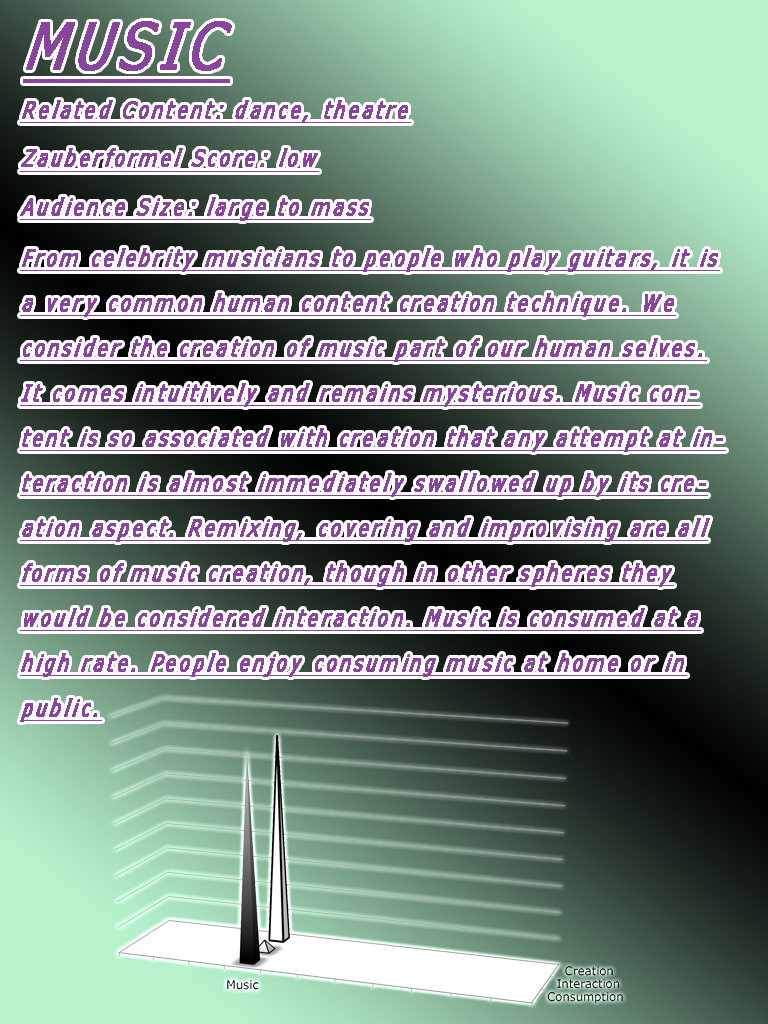 MUSIC
Related Content: dance, theatre
Zauberformel Score: low
Audience Size: large to mass
From celebrity musicians to people who play guitars, it is
a very common human content creation technique. We
consider the creation of music part of our human selves.
It comes intuitively and remains mysterious. Music con-
tent is so associated with creation that any attempt at in-
teraction is almost immediately swallowed up by its cre-
ation aspect. Remixing, covering and improvising are all
forms of music creation, though in other spheres they
would be considered interaction. Music is consumed at a
high rate. People enjoy consuming music at home or in
public.
Creation
Interaction
Consumption
Music